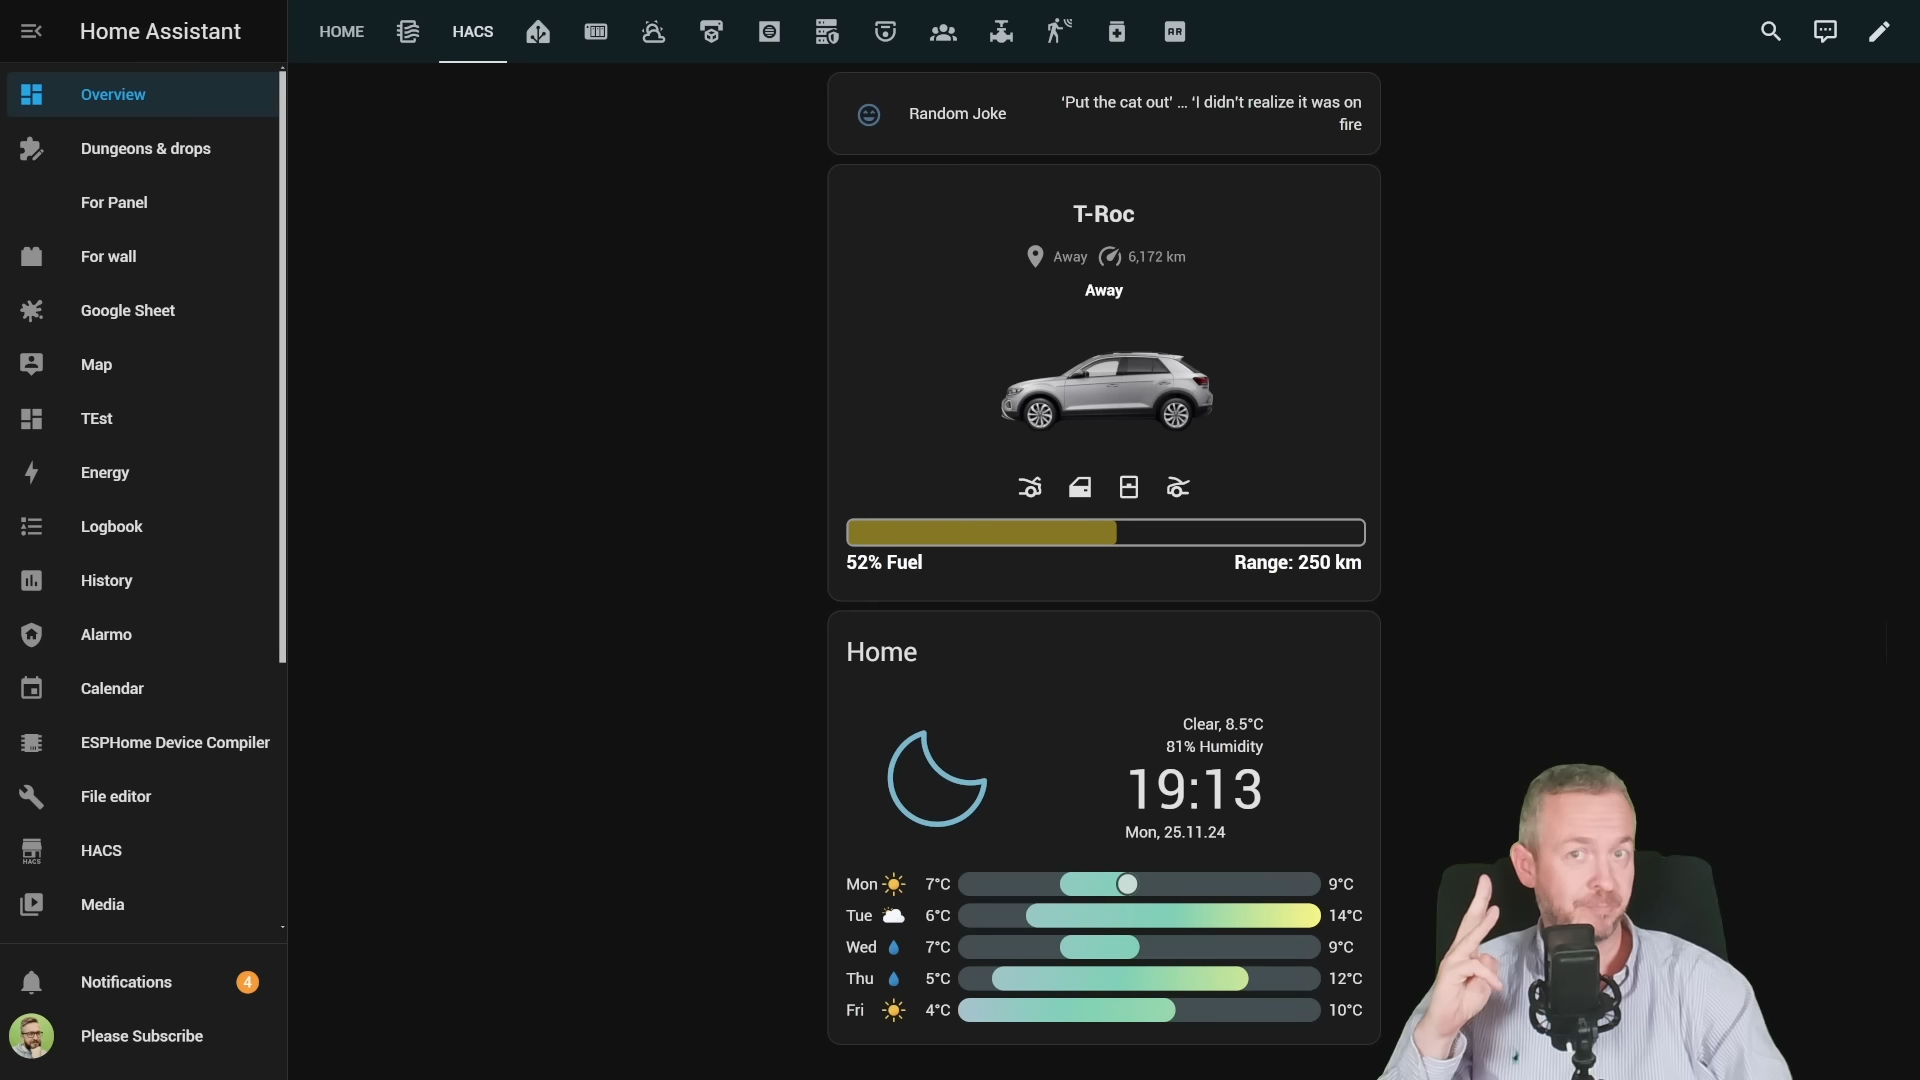 Home Assistant
HOME
HACS
AR
Overview
Dungeons & drops
For Panel
For wall
Google Sheet
Map
TEst
Energy
Logbook
History
Alarmo
Calendar
ESPHome Device Compiler
File editor
HACS
HACS
Media
Notifications
4
Please Subscribe
Random Joke
‘Put the cat out’ ... ‘I didn’t realize it was on
fire
T-Roc
Away 6,172 km
Away
52% Fuel
Range: 250 km
Home
Clear, 8.5°C
81% Humidity
19:13
Mon, 25.11.24
Mon 7°C 9°C
Tue 6°C 14°C
Wed 7°C 9°C
Thu 5°C 12°C
Fri 4°C 10°C